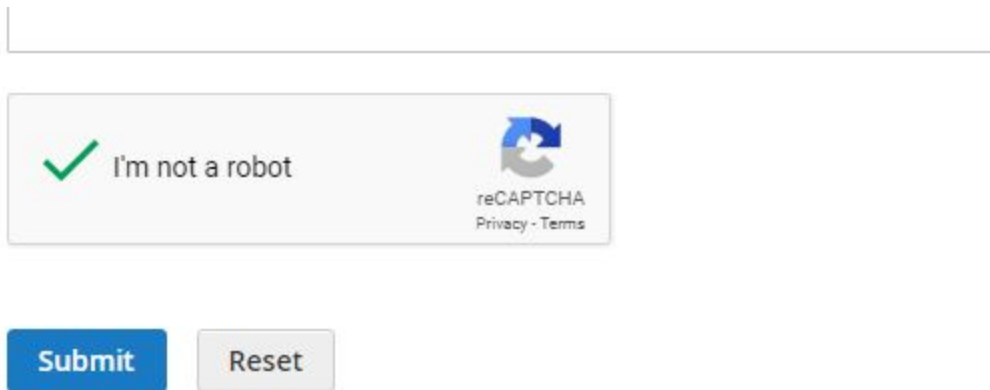 I'm not a robot
reCAPTCHA
Privacy - Terms
Submit
Reset